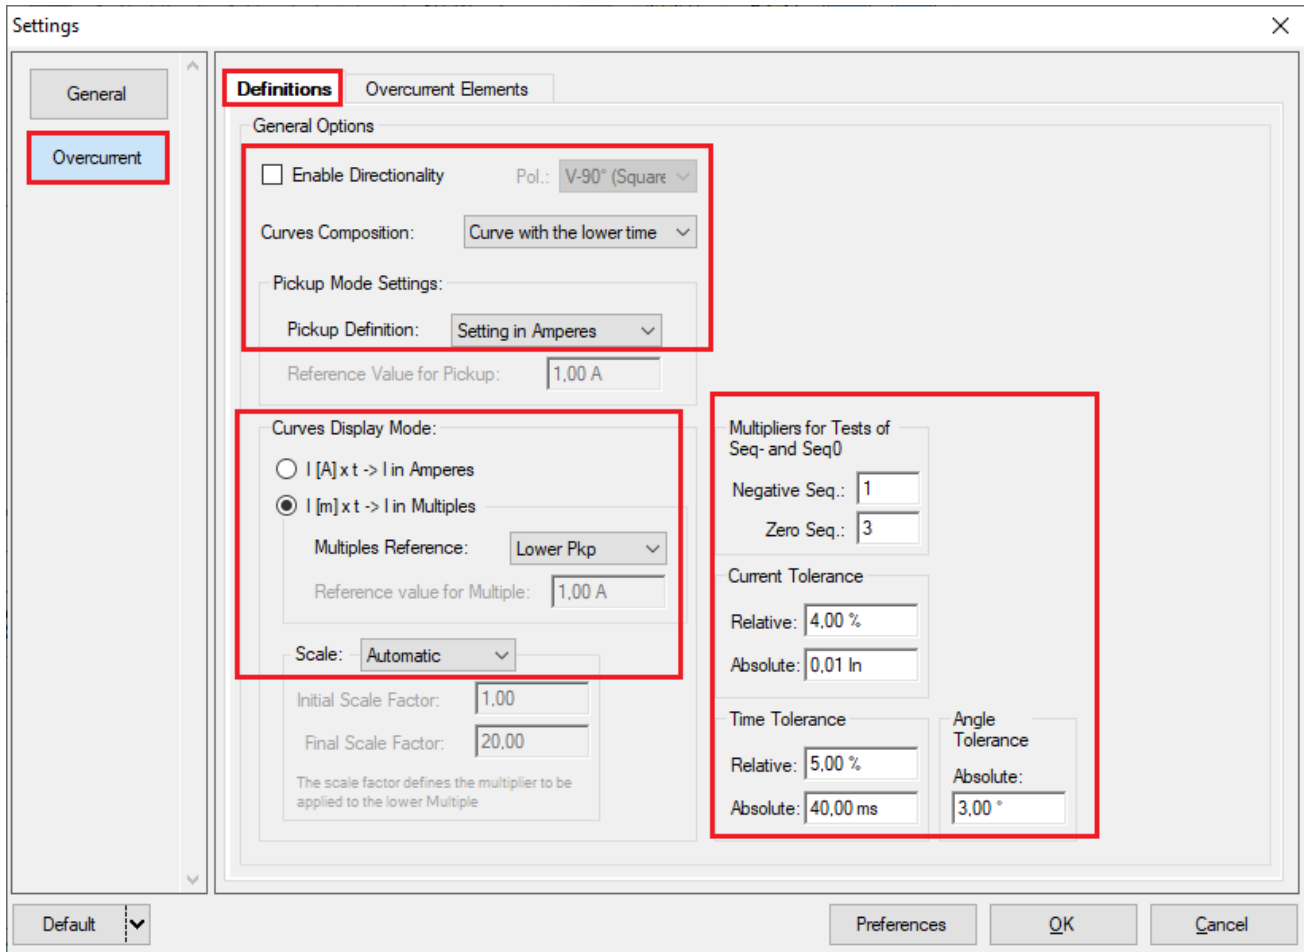 Settings
General
Overcurrent
Definitions
Overcurrent Elements
General Options
Enable Directionality
Pol.: V-90° (Square
Curves Composition: Curve with the lower time
Pickup Mode Settings:
Pickup Definition: Setting in Amperes
Reference Value for Pickup: 1,00 A
Curves Display Mode:
I [A] x t -> I in Amperes
I [m] x t -> I in Multiples
Multiples Reference: Lower Pkp
Reference value for Multiple: 1,00 A
Scale: Automatic
Initial Scale Factor: 1,00
Final Scale Factor: 20,00
The scale factor defines the multiplier to be
applied to the lower Multiple
Multipliers for Tests of
Seq- and Seq0
Negative Seq.: 1
Zero Seq.: 3
Current Tolerance
Relative: 4,00 %
Absolute: 0,01 In
Time Tolerance
Relative: 5,00 %
Absolute: 40,00 ms
Angle
Tolerance
Absolute:
3,00 °
Default
Preferences
OK
Cancel